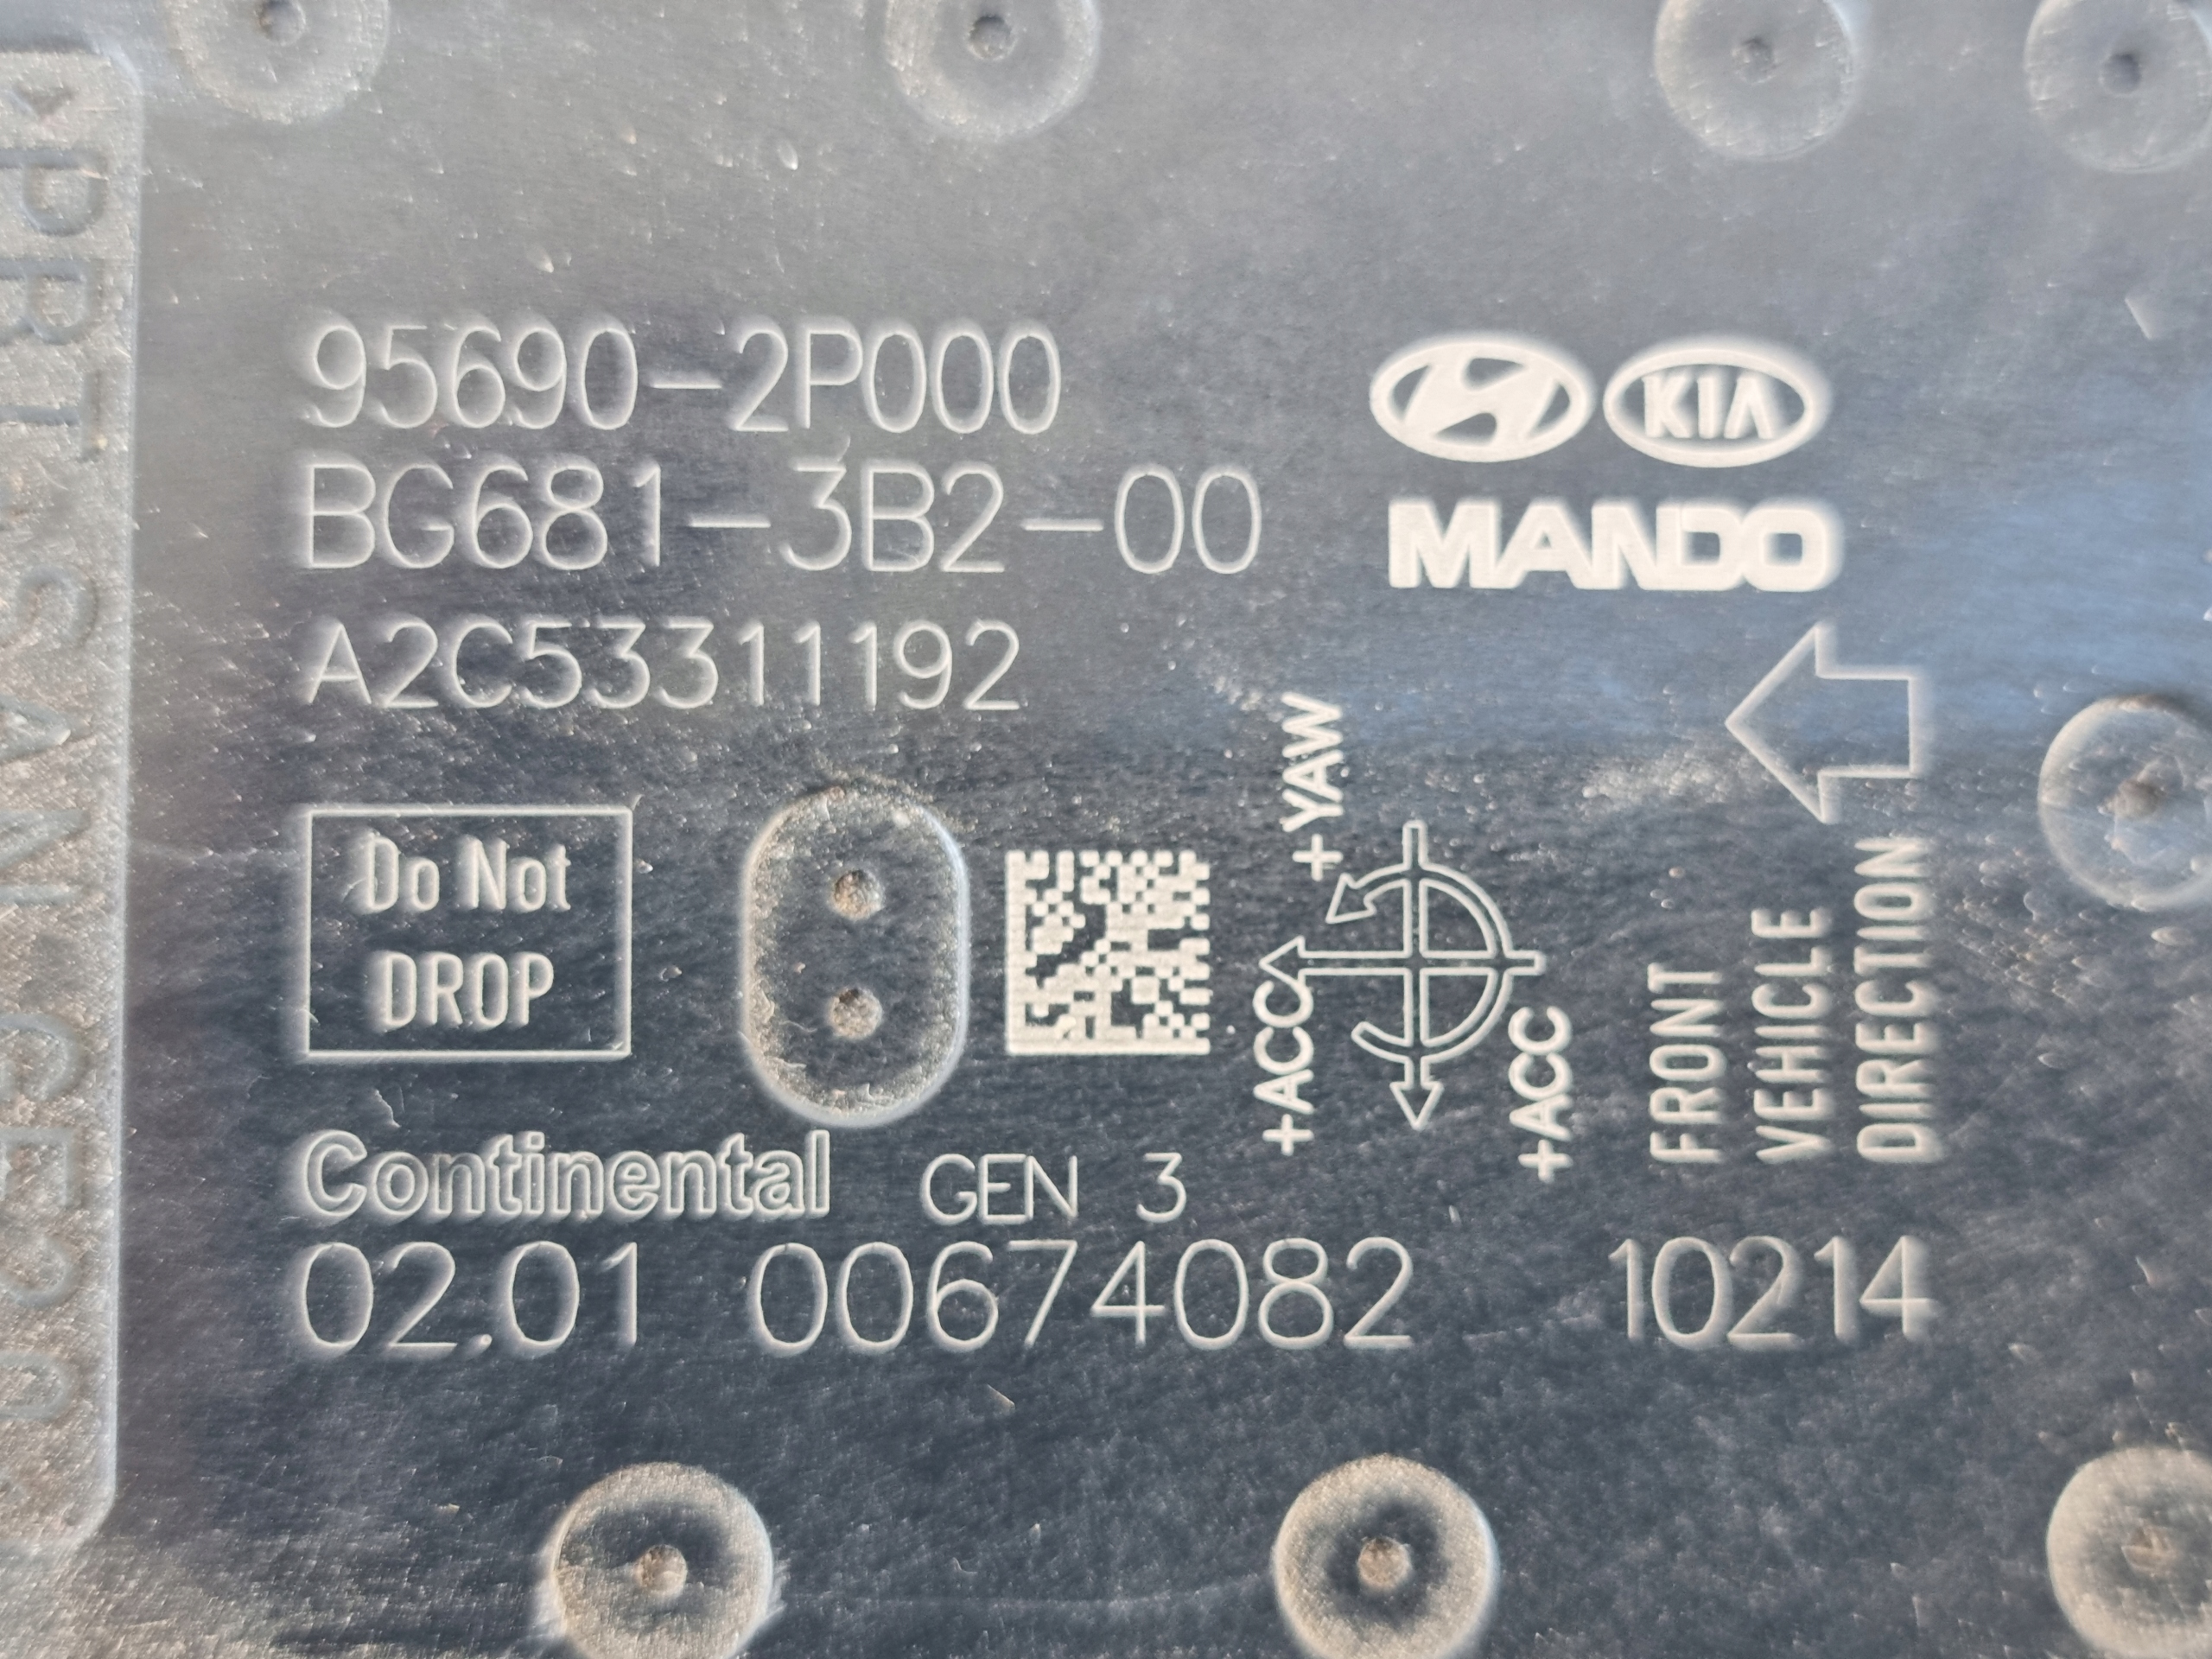 95690-2P000
KIA
BG681-3B2-00
MANDO
A2C53311192
Do Not
DROP
+YAW
+ACC
+ACC
FRONT
VEHICLE
DIRECTION
Continental GEN 3
02.01 00674082 10214